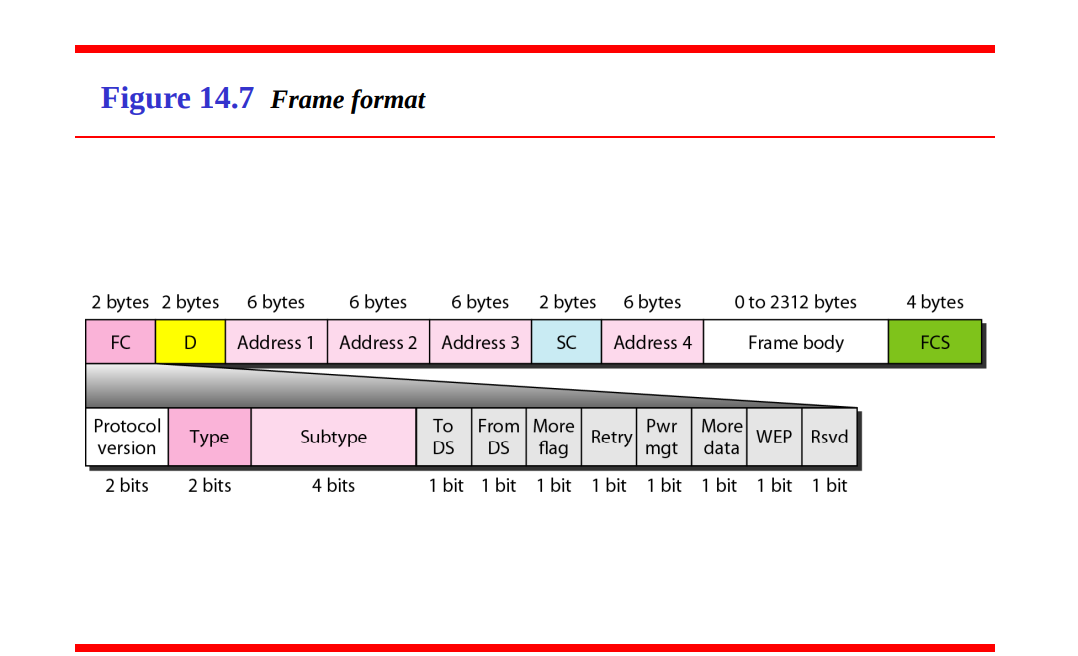 Figure 14.7 Frame format
2 bytes 2 bytes 6 bytes 6 bytes 6 bytes 2 bytes 6 bytes 0 to 2312 bytes 4 bytes
FC D Address 1 Address 2 Address 3 SC Address 4 Frame body FCS
Protocol version Type Subtype To DS From DS More flag Retry Pwr mgt More data WEP Rsvd
2 bits 2 bits 4 bits 1 bit 1 bit 1 bit 1 bit 1 bit 1 bit 1 bit 1 bit